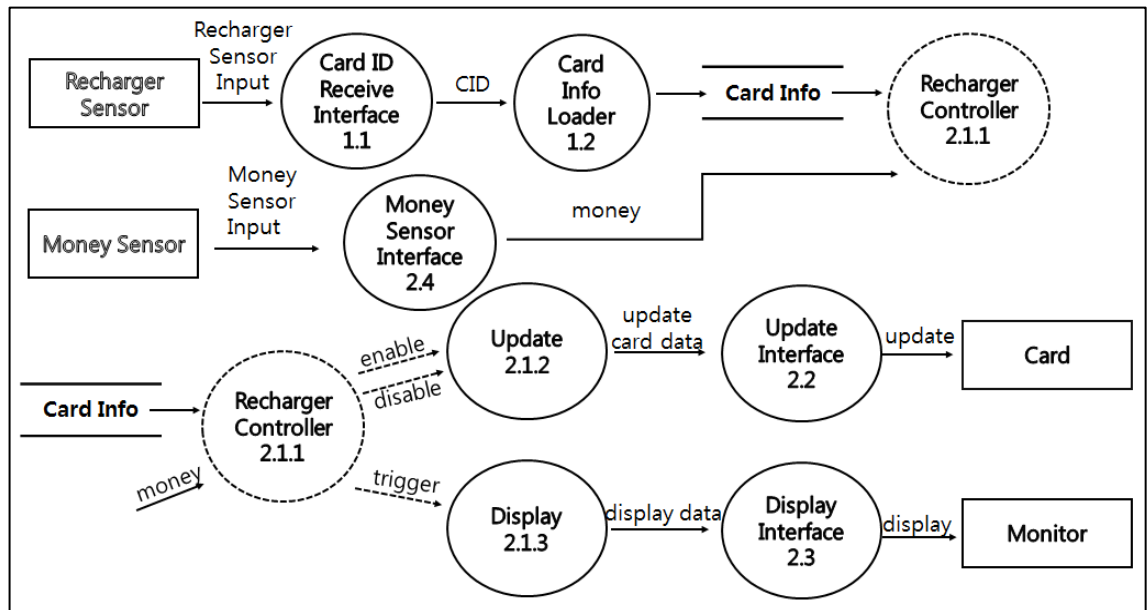 Recharger
Sensor
Recharger
Sensor
Input
Card ID
Receive
Interface
1.1
CID
Card
Info
Loader
1.2
Card Info
Recharger
Controller
2.1.1
Money Sensor
Money
Sensor
Input
Money
Sensor
Interface
2.4
money
Card Info
money
Recharger
Controller
2.1.1
enable
disable
trigger
Update
2.1.2
update
card data
Update
Interface
2.2
update
Card
Display
2.1.3
display data
Display
Interface
2.3
display
Monitor